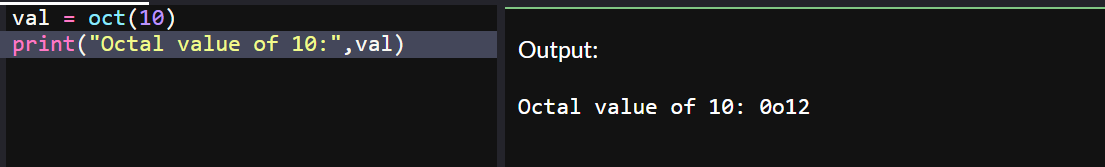 val = oct(10)
print("Octal value of 10:",val)
Output:
Octal value of 10: 0o12